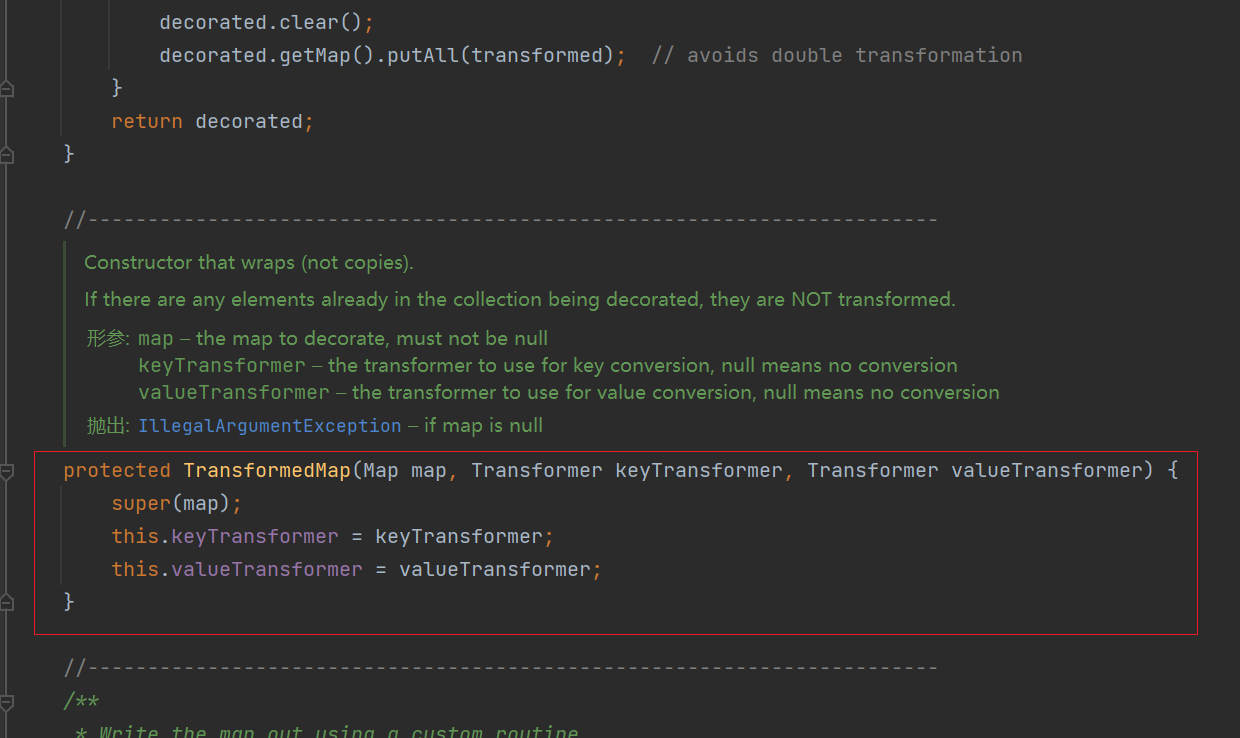 decorated.clear();
decorated.getMap().putAll(transformed);  // avoids double transformation
}
return decorated;
}
//-----------------------------------------------------------------------
Constructor that wraps (not copies).
If there are any elements already in the collection being decorated, they are NOT transformed.
形参: map – the map to decorate, must not be null
keyTransformer – the transformer to use for key conversion, null means no conversion
valueTransformer – the transformer to use for value conversion, null means no conversion
抛出: IllegalArgumentException – if map is null
protected TransformedMap(Map map, Transformer keyTransformer, Transformer valueTransformer) {
super(map);
this.keyTransformer = keyTransformer;
this.valueTransformer = valueTransformer;
}
//-----------------------------------------------------------------------
/**
* Write the map out using a custom routine